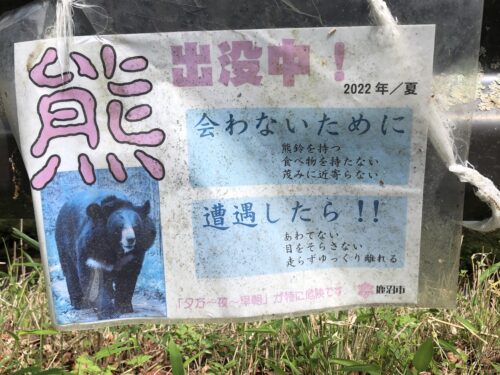 熊
出没中！
2022年／夏
会わないために
熊鈴を持つ
食べ物を持たない
茂みに近寄らない
遭遇したら！！
あわてない
目をそらさない
走らずゆっくり離れる
「夕方～夜～早朝」が特に危険です
鹿沼市